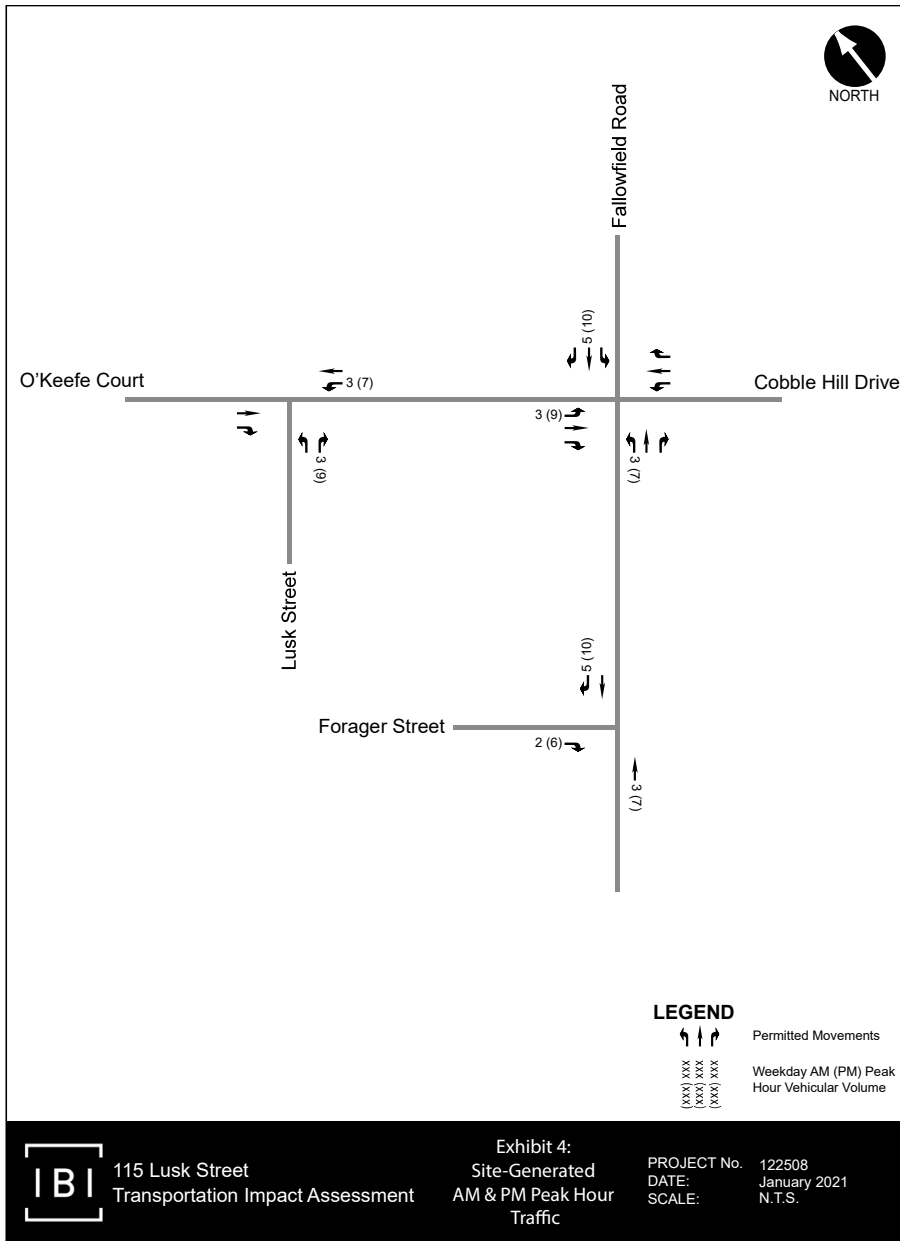 NORTH
Fallowfield Road
5 (10)
O'Keefe Court
3 (7)
Cobble Hill Drive
3 (9)
3 (9)
3 (7)
Lusk Street
5 (10)
Forager Street
2 (6)
3 (7)
LEGEND
Permitted Movements
xxx (xxx)
xxx (xxx)
xxx (xxx)
Weekday AM (PM) Peak
Hour Vehicular Volume
IBI
115 Lusk Street
Transportation Impact Assessment
Exhibit 4:
Site-Generated
AM & PM Peak Hour
Traffic
PROJECT No. 122508
DATE: January 2021
SCALE: N.T.S.